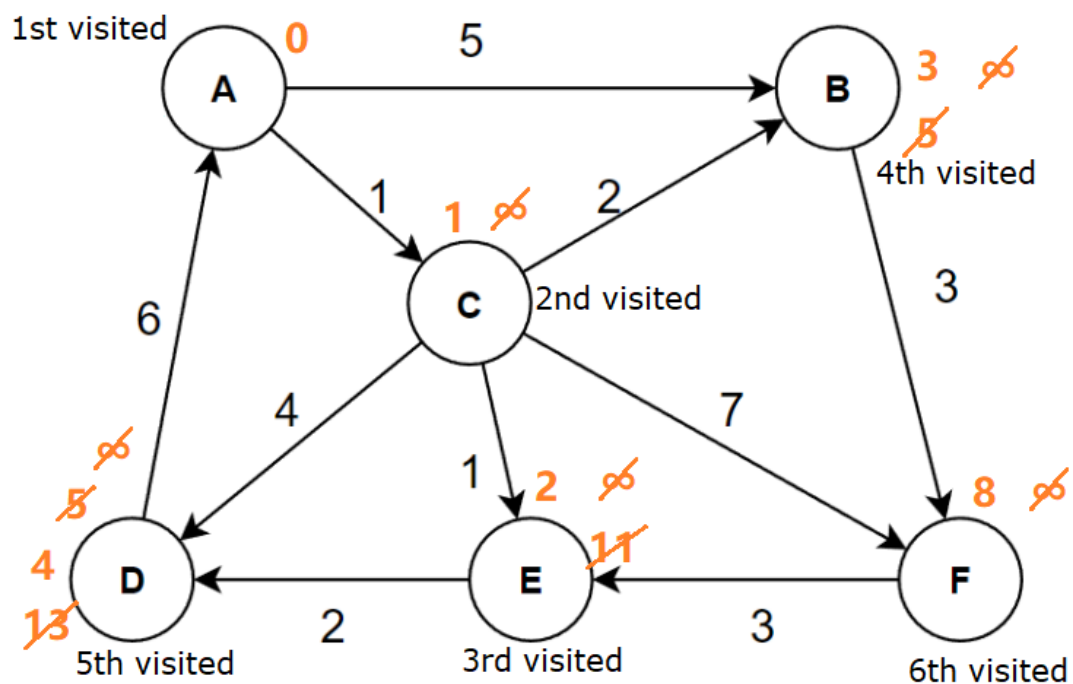 1st visited
A
0
5
B
3 ∞
5
4th visited
1
2
1 ∞
C
2nd visited
6
3
4
7
1
∞
5
4
13
D
5th visited
2 ∞
11
E
3rd visited
2
3
8 ∞
F
6th visited